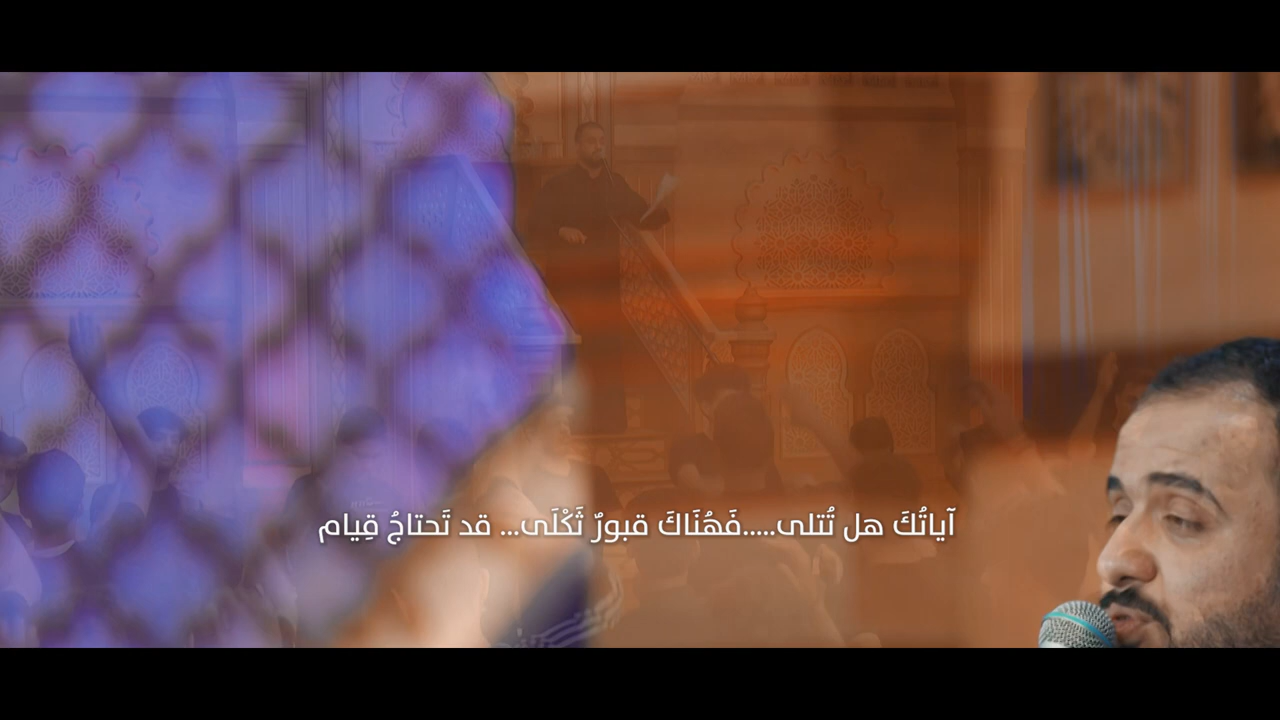 آياتُكَ هل تُتلى.....فَهُنَاكَ قبورٌ ثَكْلَى... قد تَحتاجُ قِيام